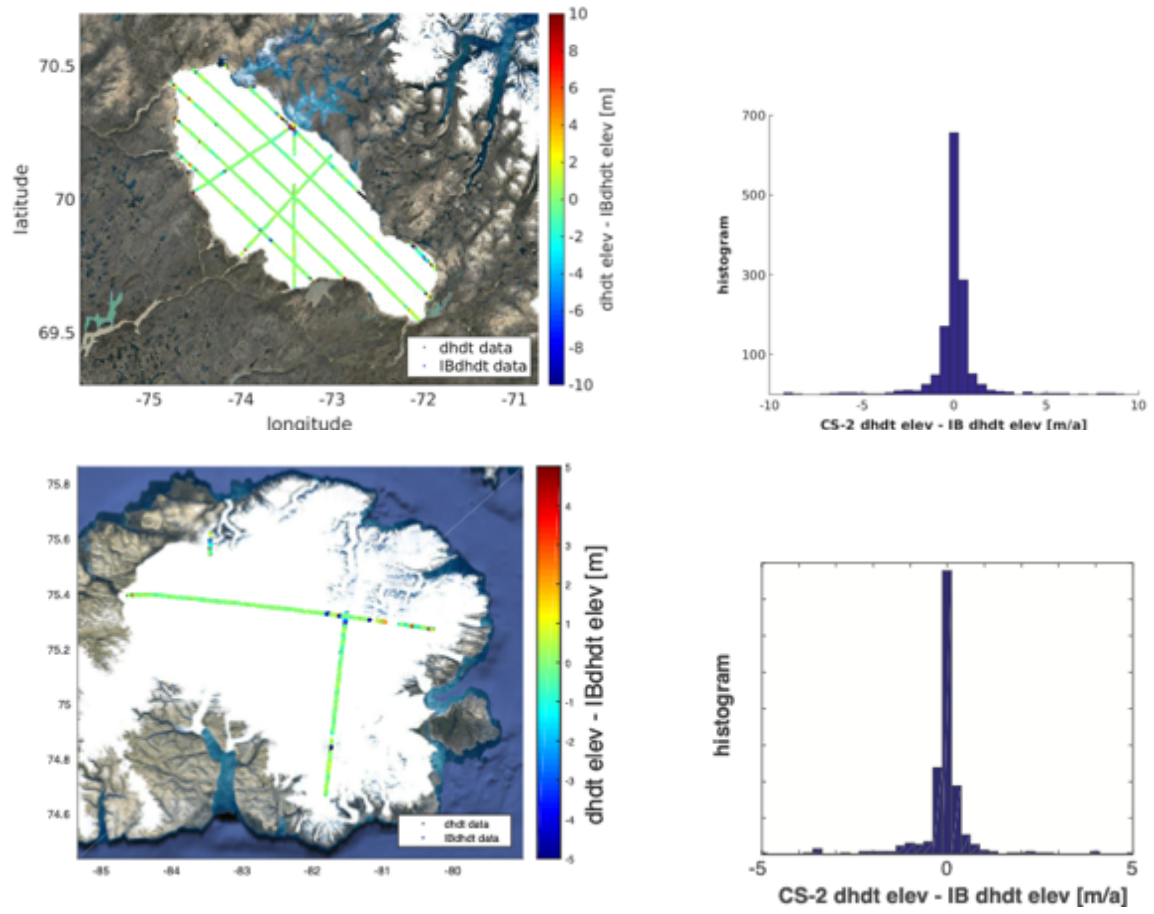 10
8
6
4
2
0
-2
-4
-6
-8
-10
dhdt elev - IBdhdt elev [m]
70.5
70
69.5
latitude
dhdt data
IBdhdt data
-75 -74 -73 -72 -71
longitude
700
500
300
100
histogram
-10 -5 0 5 10
CS-2 dhdt elev - IB dhdt elev [m/a]
75.8
75.6
75.4
75.2
75
74.8
74.6
dhdt data
IBdhdt data
-85 -84 -83 -82 -81 -80
5
4
3
2
1
0
-1
-2
-3
-4
-5
dhdt elev - IBdhdt elev [m]
histogram
-5 0 5
CS-2 dhdt elev - IB dhdt elev [m/a]